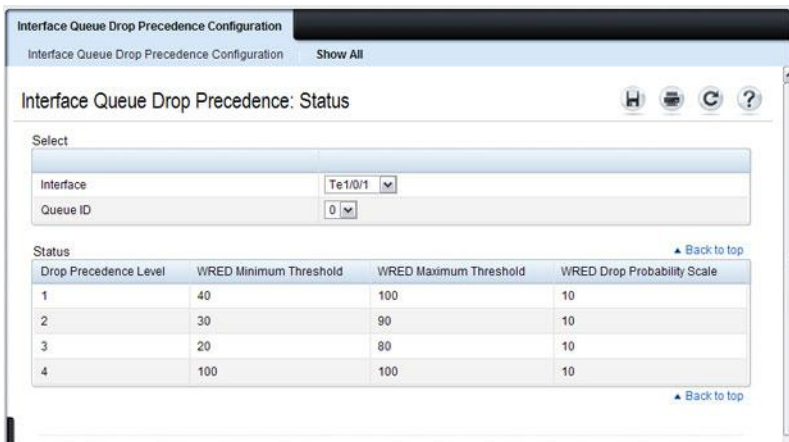 Interface Queue Drop Precedence Configuration
Interface Queue Drop Precedence Configuration Show All
Interface Queue Drop Precedence: Status
Select
Interface Te1/0/1
Queue ID 0
Status ▲ Back to top
Drop Precedence Level WRED Minimum Threshold WRED Maximum Threshold WRED Drop Probability Scale
1 40 100 10
2 30 90 10
3 20 80 10
4 100 100 10
▲ Back to top